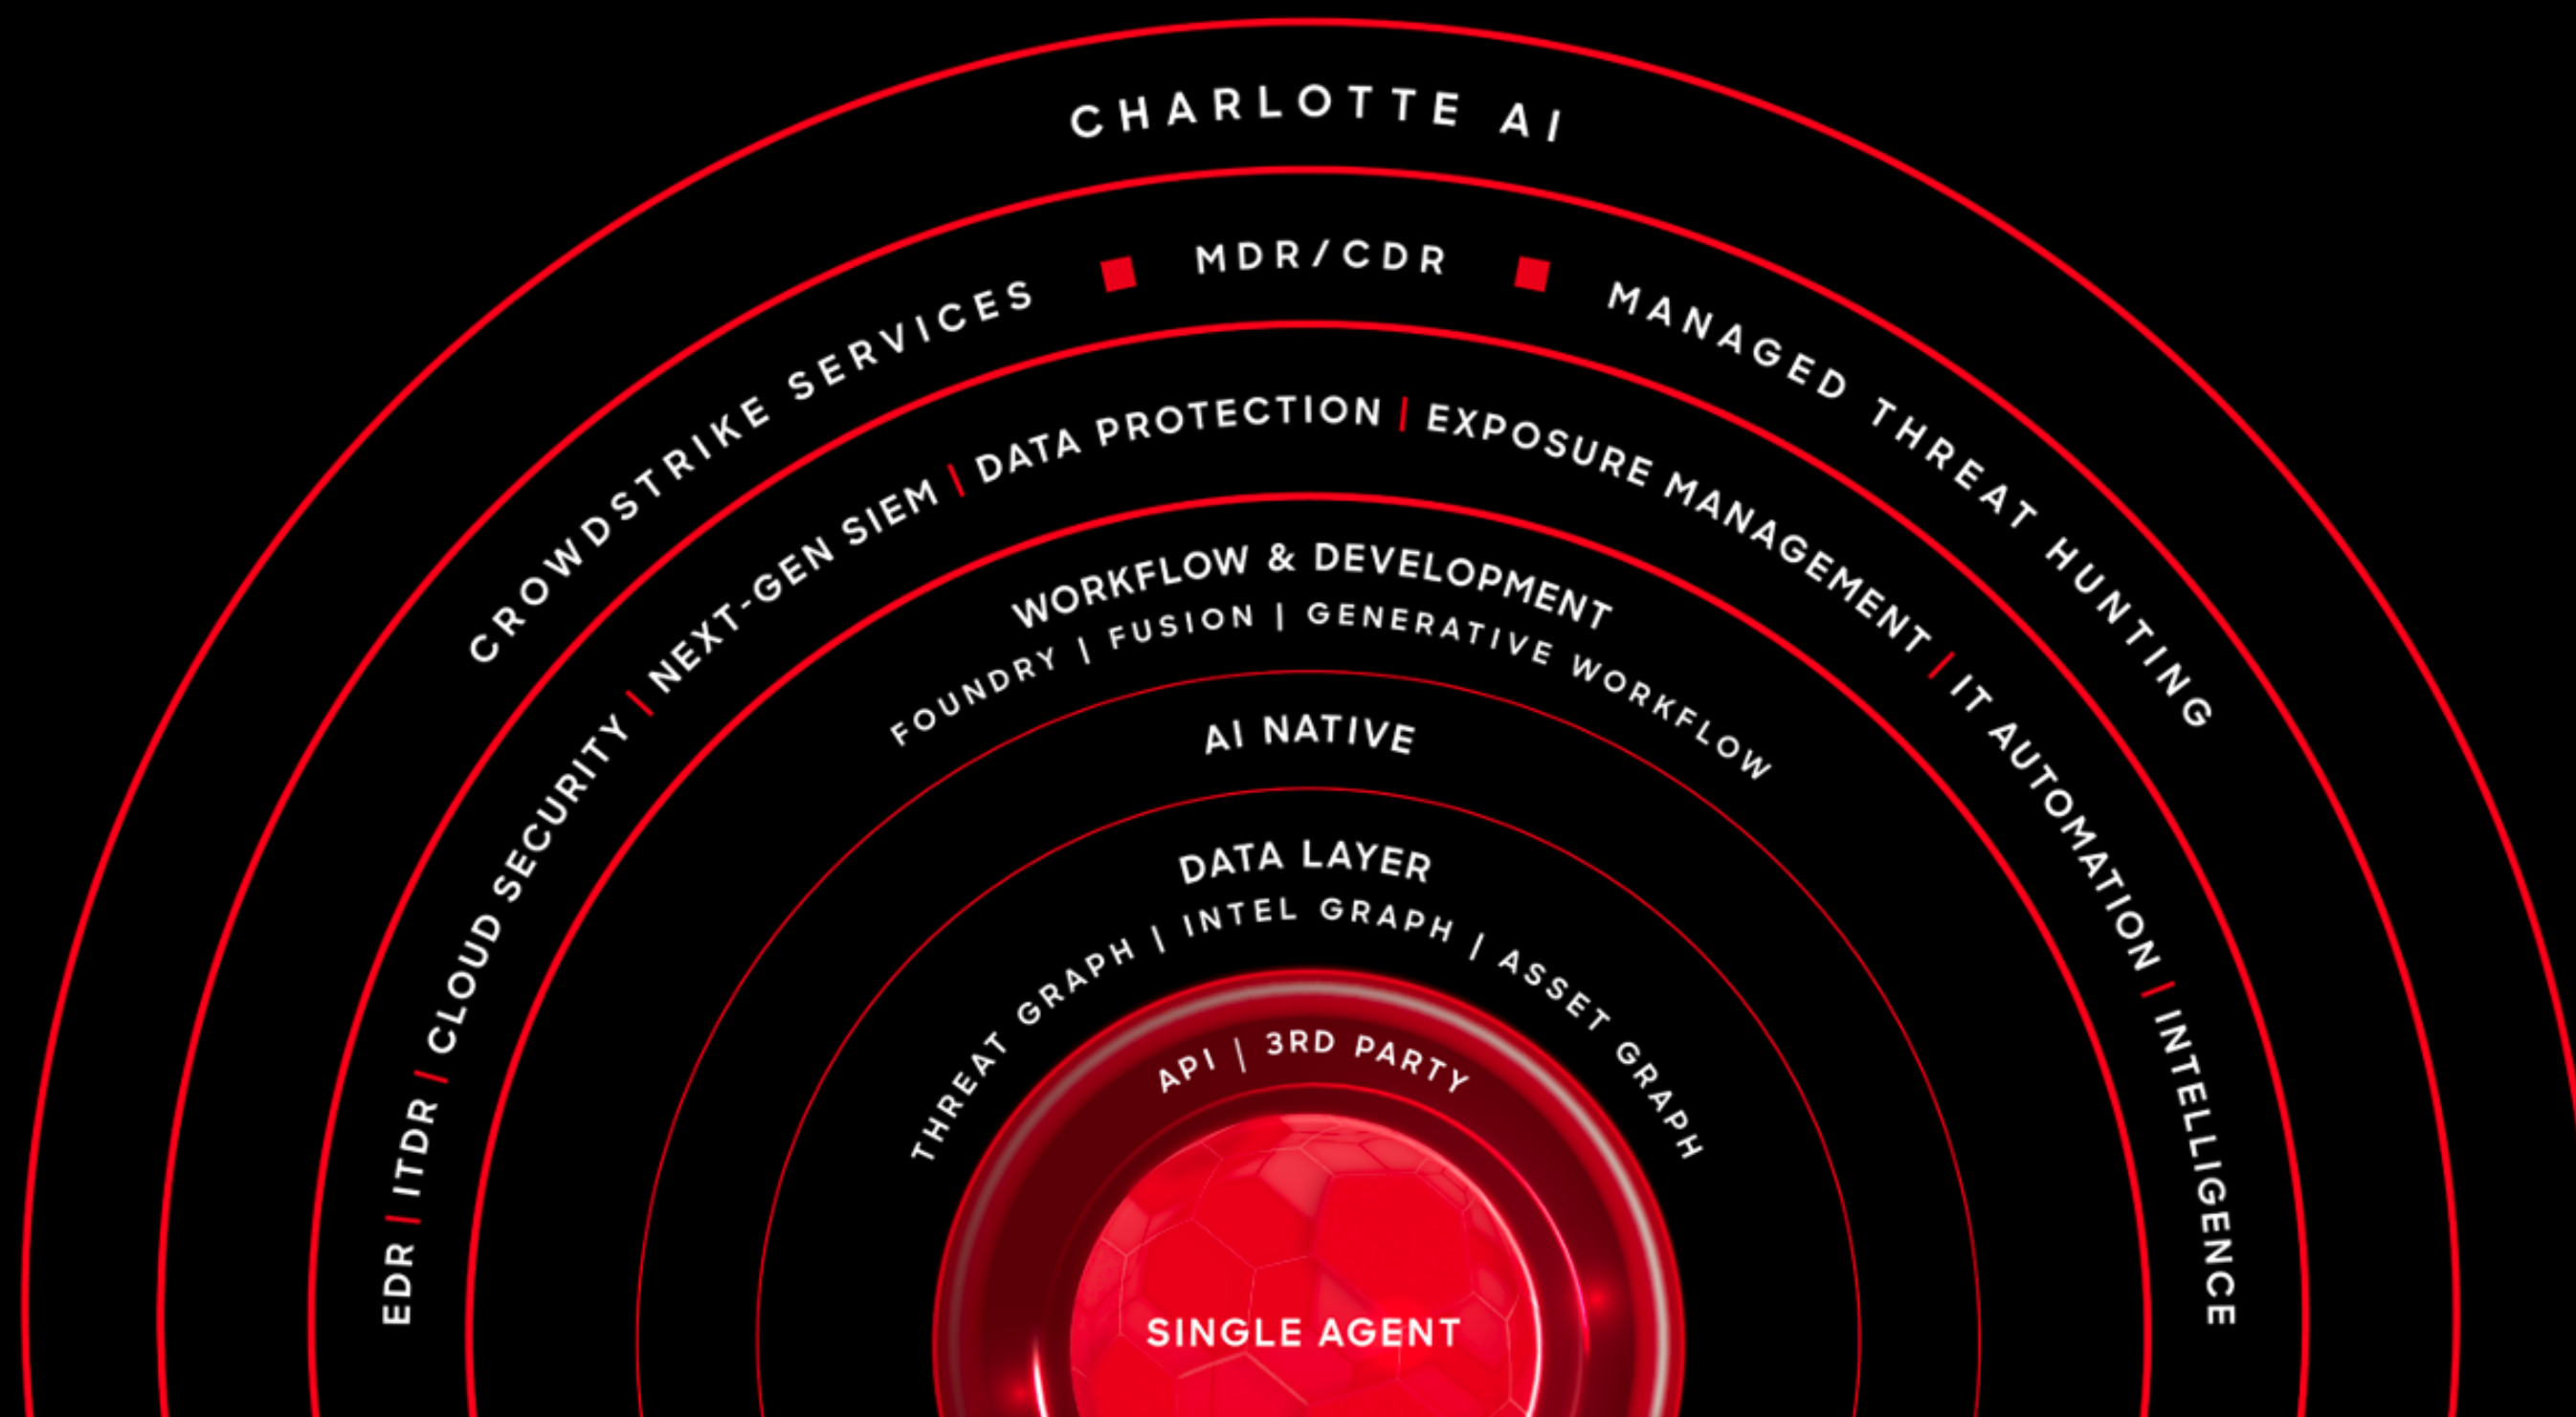 CHARLOTTE AI
CROWDSTRIKE SERVICES ■ MDR/CDR ■ MANAGED THREAT HUNTING
EDR | ITDR | CLOUD SECURITY | NEXT-GEN SIEM | DATA PROTECTION | EXPOSURE MANAGEMENT | IT AUTOMATION | INTELLIGENCE
WORKFLOW & DEVELOPMENT
FOUNDRY | FUSION | GENERATIVE WORKFLOW
AI NATIVE
DATA LAYER
THREAT GRAPH | INTEL GRAPH | ASSET GRAPH
API | 3RD PARTY
SINGLE AGENT